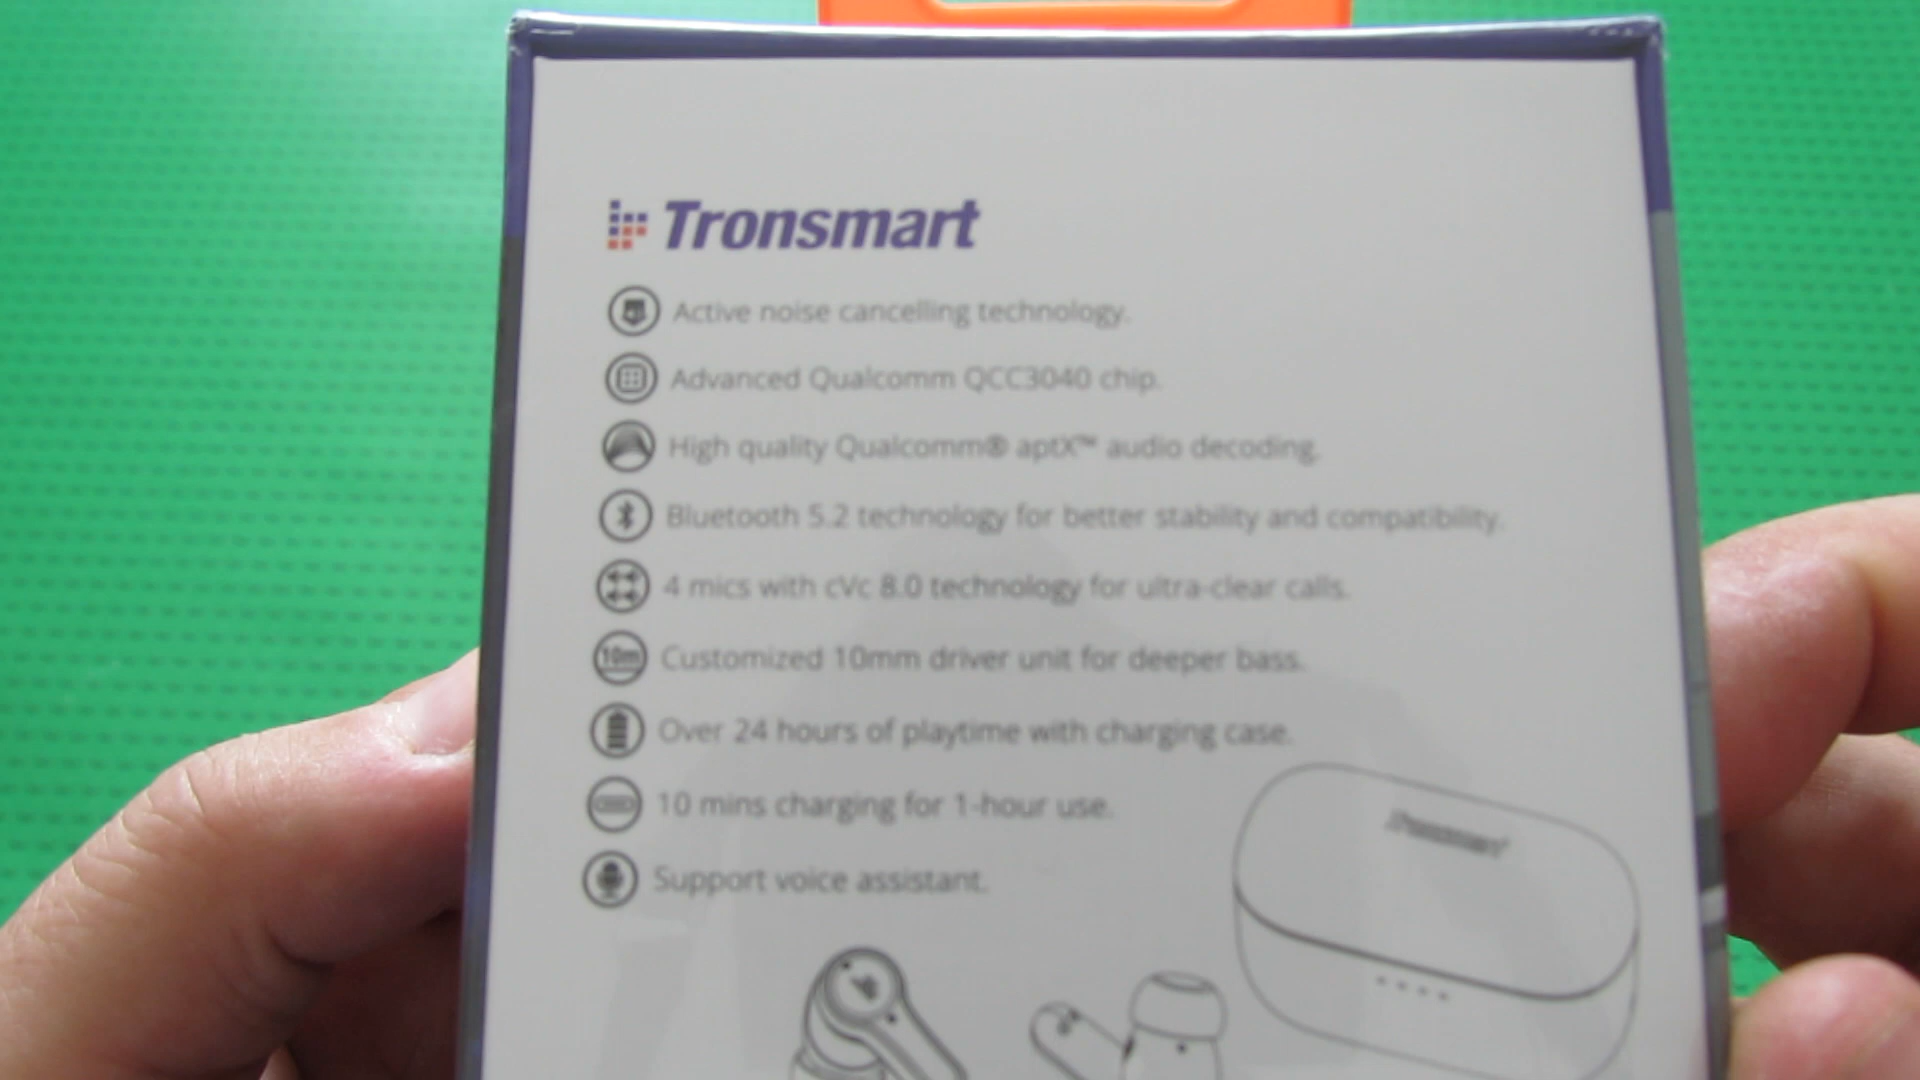 Tronsmart
Active noise cancelling technology.
Advanced Qualcomm QCC3040 chip.
High quality Qualcomm® aptX™ audio decoding.
Bluetooth 5.2 technology for better stability and compatibility.
4 mics with cVc 8.0 technology for ultra-clear calls.
10m Customized 10mm driver unit for deeper bass.
Over 24 hours of playtime with charging case.
10 mins charging for 1-hour use.
Tronsmart
Support voice assistant.